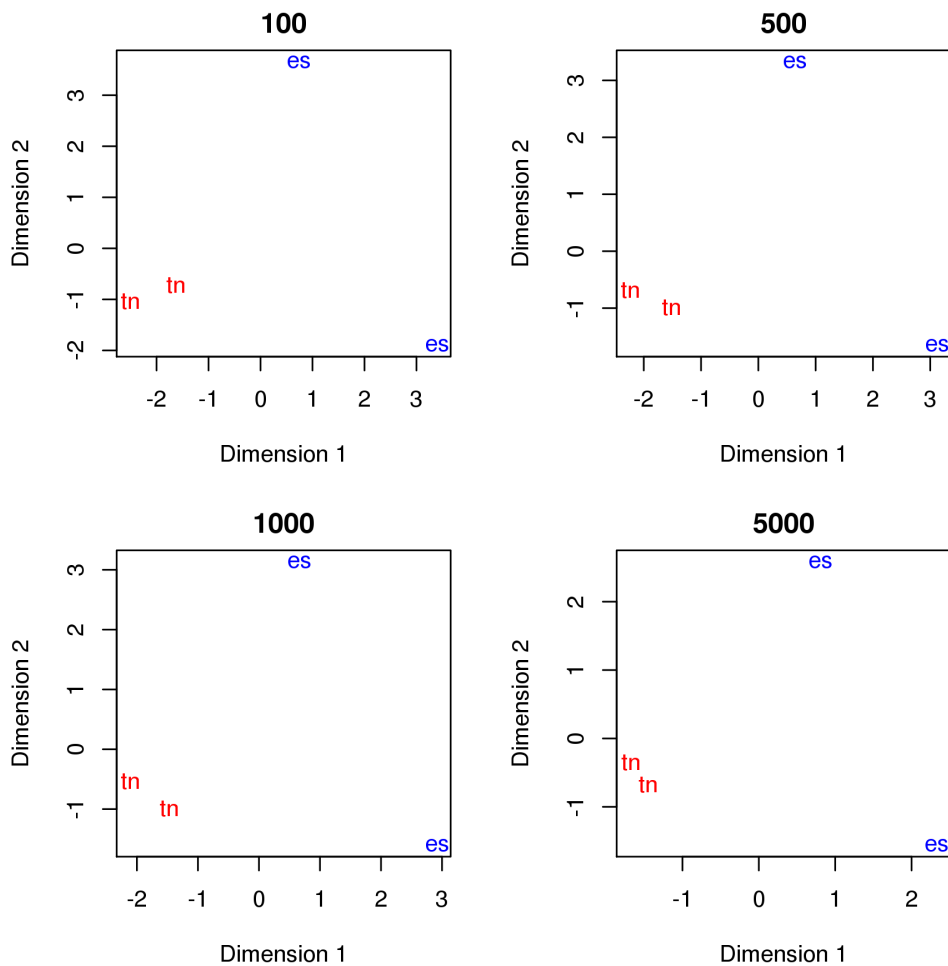 100
es
Dimension 2
3
2
1
0
-1
-2
tn
tn
es
-2 -1 0 1 2 3
Dimension 1
500
es
Dimension 2
3
2
1
0
-1
tn
tn
es
-2 -1 0 1 2 3
Dimension 1
1000
es
Dimension 2
3
2
1
0
-1
tn
tn
es
-2 -1 0 1 2 3
Dimension 1
5000
es
Dimension 2
2
1
0
-1
tn
tn
es
-1 0 1 2
Dimension 1